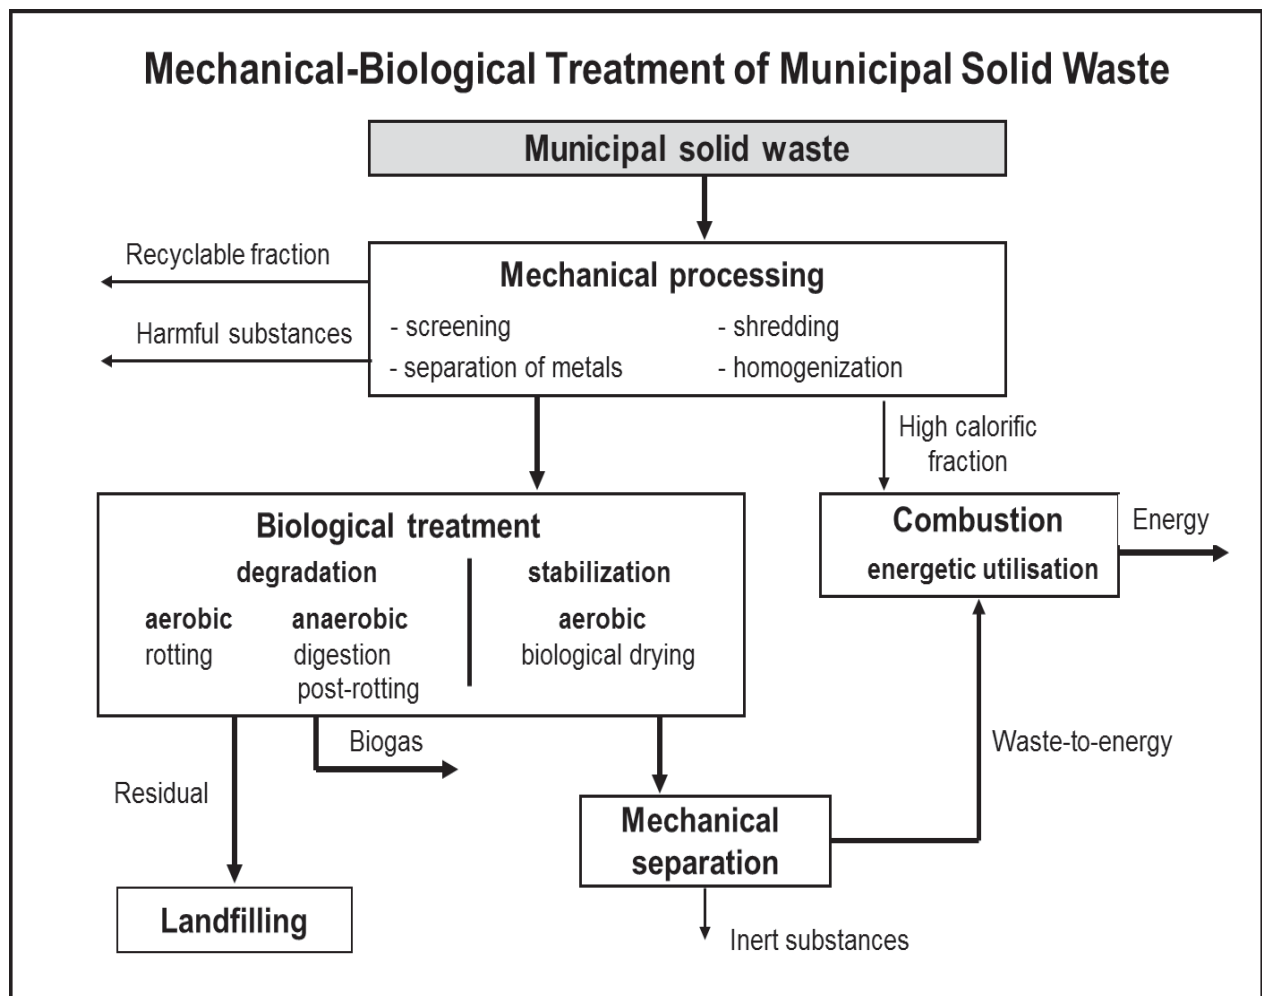 Mechanical-Biological Treatment of Municipal Solid Waste
Municipal solid waste
Recyclable fraction
Harmful substances
Mechanical processing
- screening
- shredding
- separation of metals
- homogenization
High calorific
fraction
Biological treatment
degradation
stabilization
aerobic
anaerobic
aerobic
rotting
digestion
biological drying
post-rotting
Combustion
energetic utilisation
Energy
Biogas
Waste-to-energy
Residual
Mechanical
separation
Landfilling
Inert substances